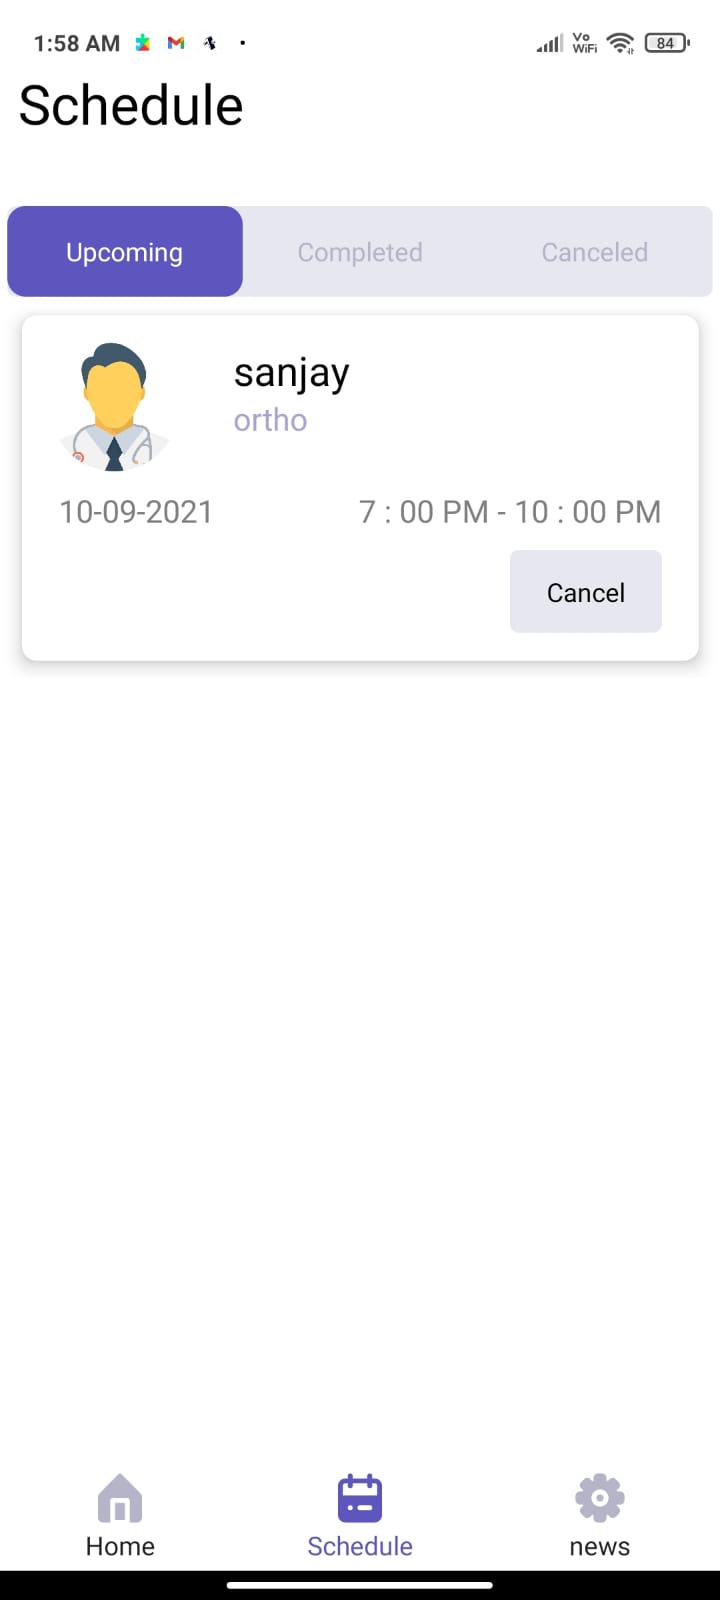 1:58 AM
Vo
WiFi
84
Schedule
Upcoming Completed Canceled
sanjay
ortho
10-09-2021 7 : 00 PM - 10 : 00 PM
Cancel
Home Schedule news